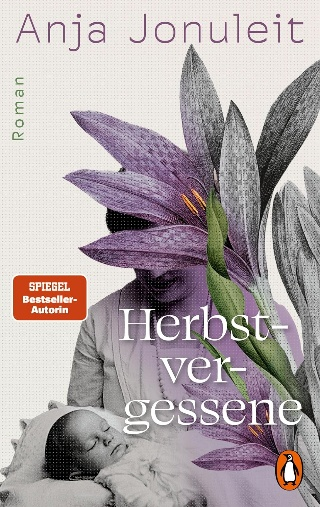 Anja Jonuleit
Roman
SPIEGEL
Bestseller-
Autorin
Herbst-
ver-
gessene